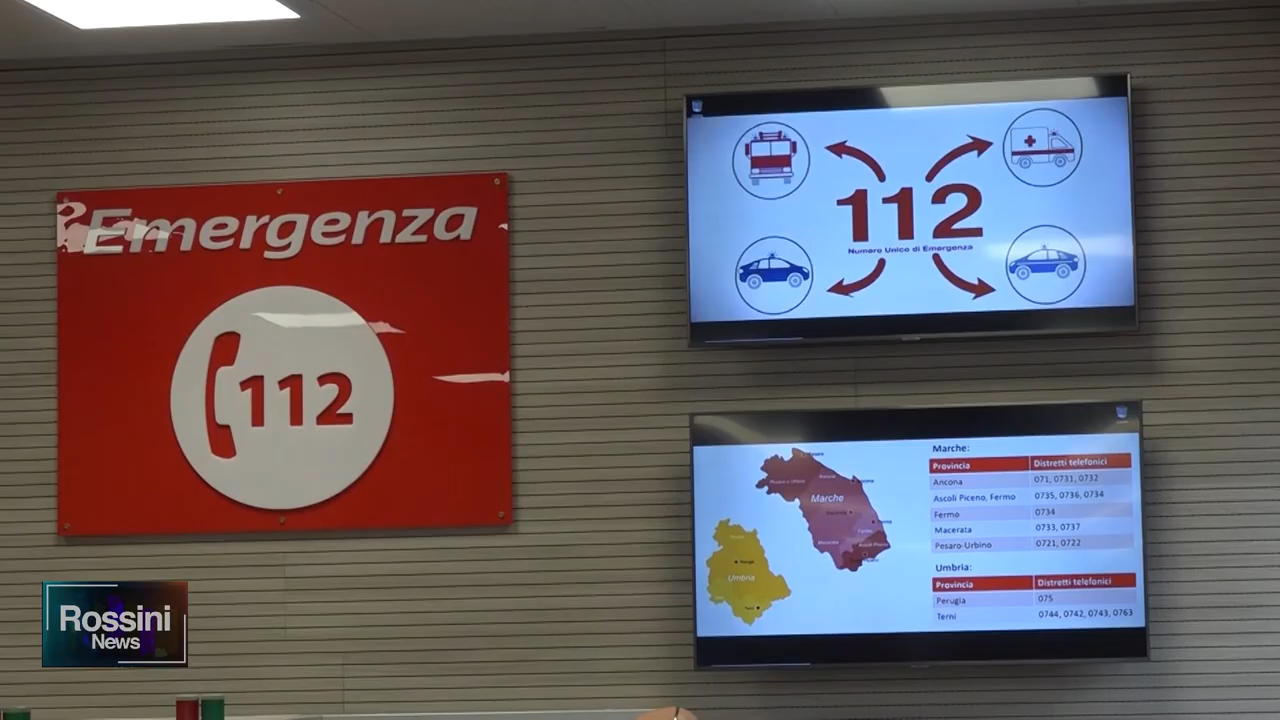 Emergenza
112
112
Numero Unico di Emergenza
Marche
Umbria
Marche:
Provincia Distretti telefonici
Ancona 071, 0731, 0732
Ascoli Piceno, Fermo 0735, 0736, 0734
Fermo 0734
Macerata 0733, 0737
Pesaro-Urbino 0721, 0722
Umbria:
Provincia Distretti telefonici
Perugia 075
Terni 0744, 0742, 0743, 0763
Rossini
News